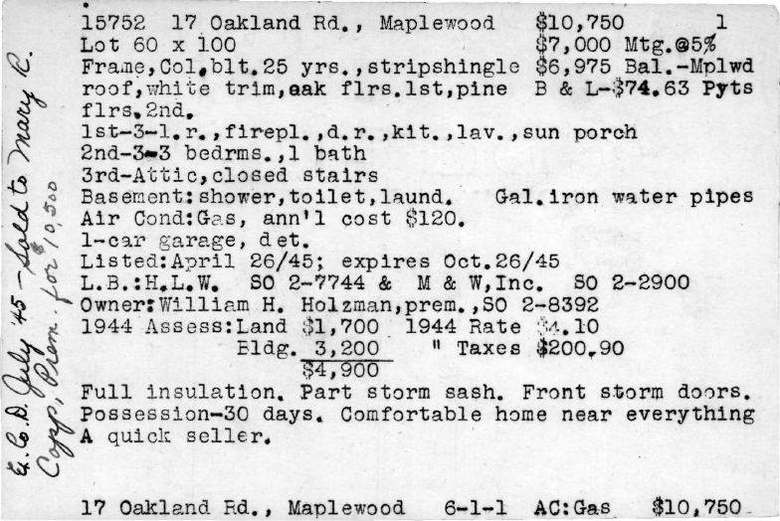 15752 17 Oakland Rd., Maplewood $10,750 1
Lot 60 x 100 $7,000 Mtg.@5%
Frame,Col.blt.25 yrs.,stripshingle $6,975 Bal.-Mplwd
roof,white trim,oak flrs.1st,pine B & L-$74.63 Pyts
flrs.2nd.
1st-3-l.r.,firepl.,d.r.,kit.,lav.,sun porch
2nd-3-3 bedrms.,1 bath
3rd-Attic,closed stairs
Basement:shower,toilet,laund. Gal.iron water pipes
Air Cond:Gas, ann'l cost $120.
1-car garage, det.
Listed:April 26/45; expires Oct.26/45
L.B.:H.L.W. SO 2-7744 & M & W,Inc. SO 2-2900
Owner:William H. Holzman,prem.,SO 2-8392
1944 Assess:Land $1,700 1944 Rate $4.10
Bldg. 3,200 " Taxes $200.90
$4,900
Full insulation. Part storm sash. Front storm doors.
Possession-30 days. Comfortable home near everything
A quick seller.
17 Oakland Rd., Maplewood 6-1-1 AC:Gas $10,750
July '45 - Sold to Mary R.
Copp, Prem. for $10,500